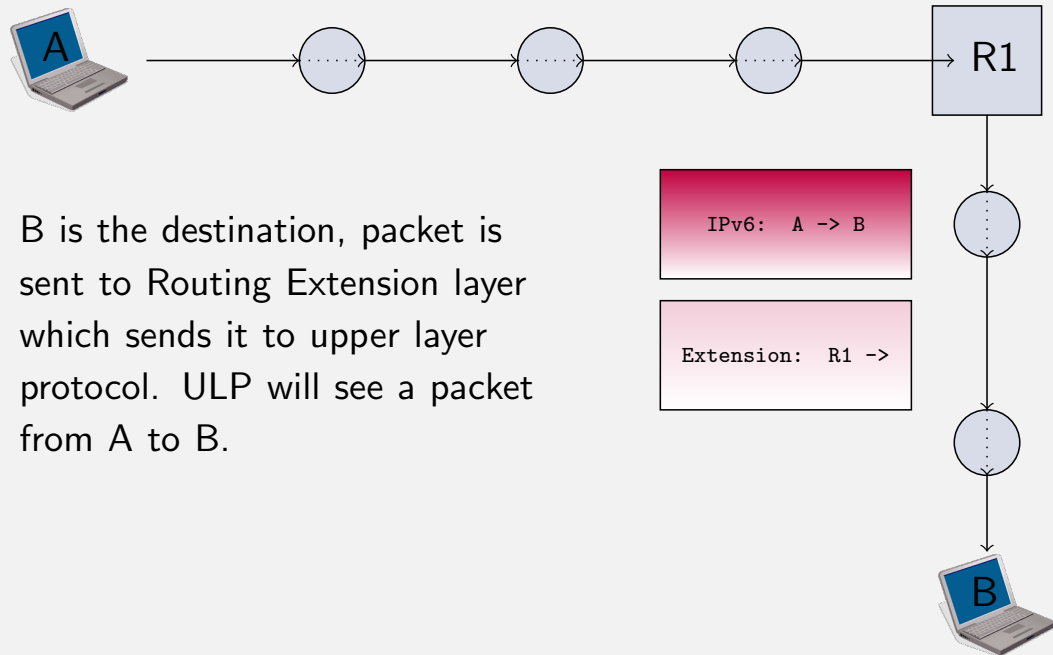 A
R1
IPv6: A -> B
B is the destination, packet is
sent to Routing Extension layer
which sends it to upper layer
protocol. ULP will see a packet
from A to B.
Extension: R1 ->
B